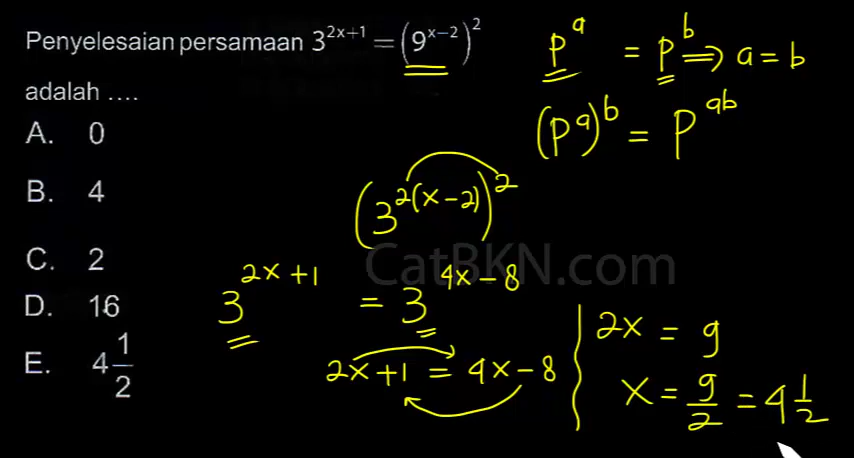 Penyelesaian persamaan 3^{2x+1} = (9^{x-2})^2
adalah ....
A. 0
B. 4
C. 2
D. 16
E. 4 1/2
p^a = p^b ⇒ a = b
(p^a)^b = p^{ab}
(3^{2(x-2)})^2
CatBKN.com
3^{2x+1} = 3^{4x-8}
2x+1 = 4x-8
2x = 9
x = 9/2 = 4 1/2